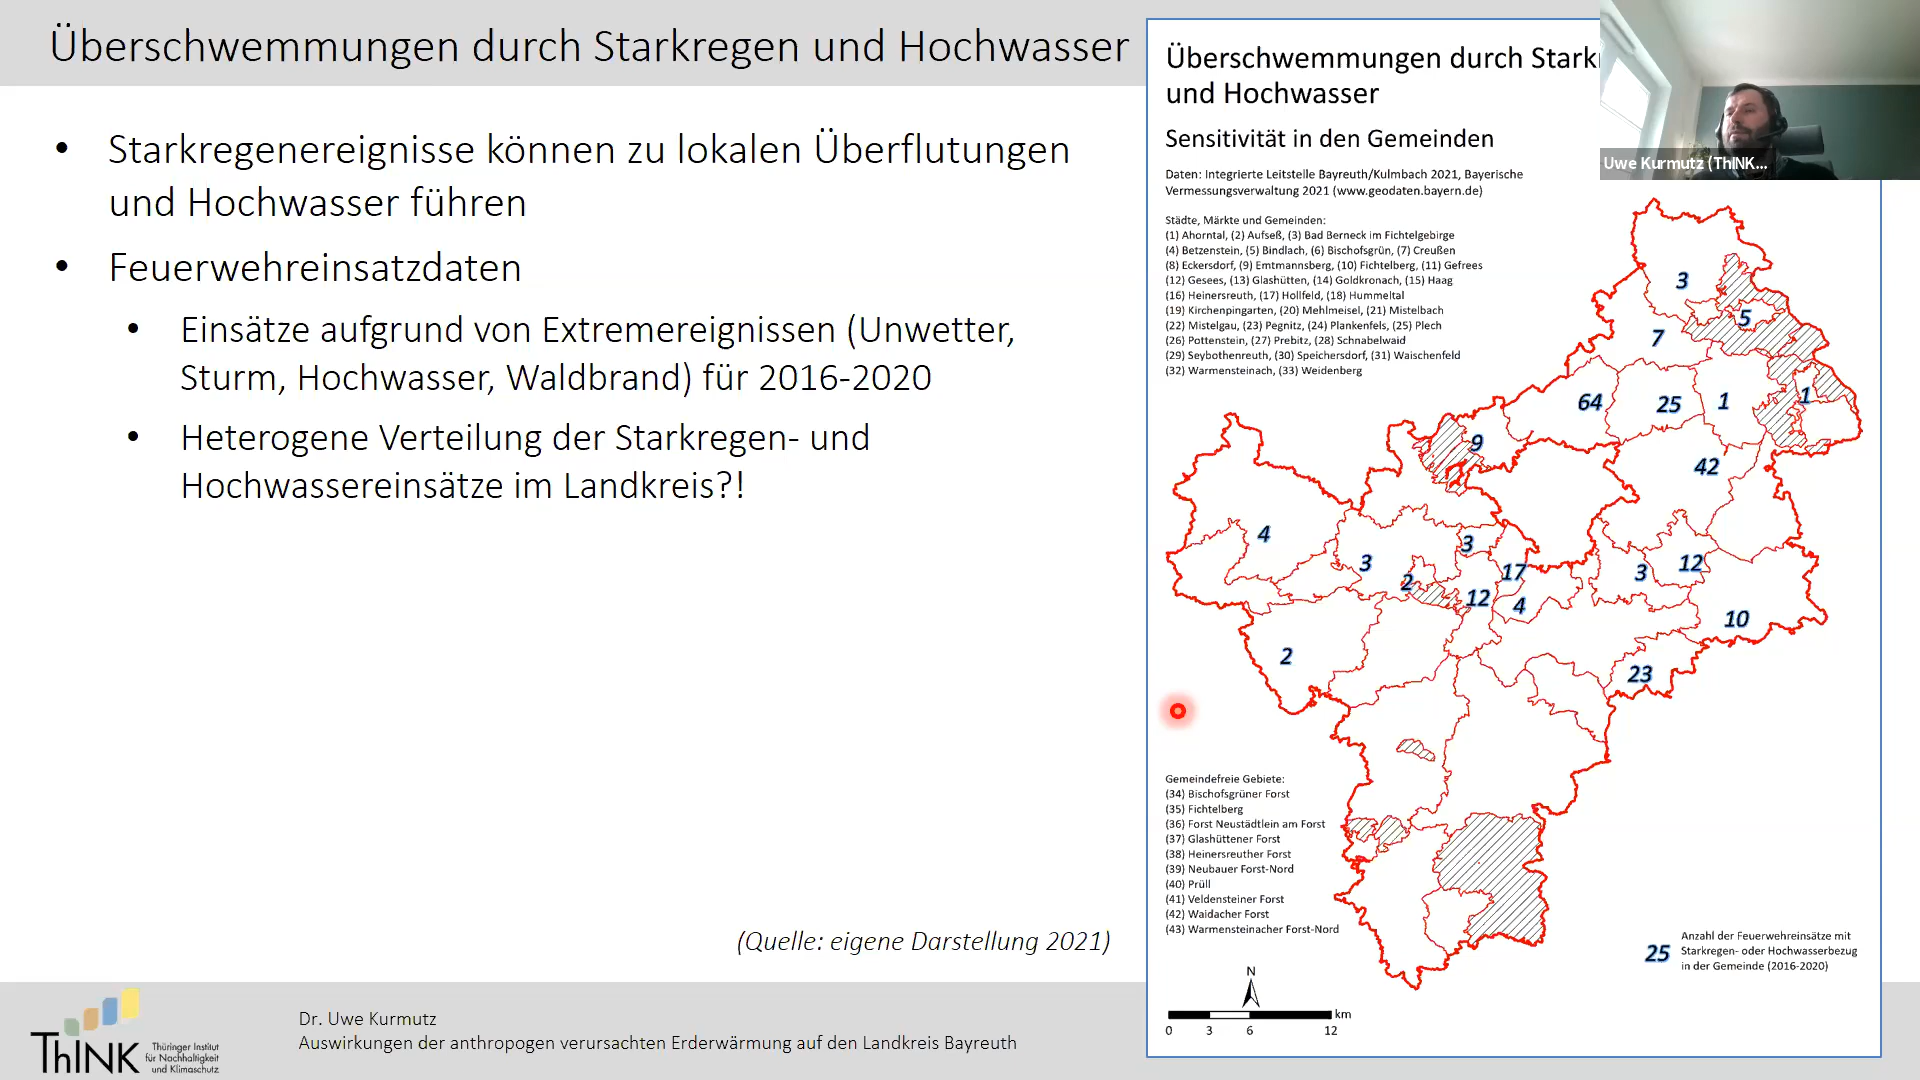 Überschwemmungen durch Starkregen und Hochwasser
• Starkregenereignisse können zu lokalen Überflutungen
und Hochwasser führen
• Feuerwehreinsatzdaten
• Einsätze aufgrund von Extremereignissen (Unwetter,
Sturm, Hochwasser, Waldbrand) für 2016-2020
• Heterogene Verteilung der Starkregen- und
Hochwassereinsätze im Landkreis?!
(Quelle: eigene Darstellung 2021)
Überschwemmungen durch Stark
und Hochwasser
Sensitivität in den Gemeinden
Daten: Integrierte Leitstelle Bayreuth/Kulmbach 2021, Bayerische
Vermessungsverwaltung 2021 (www.geodaten.bayern.de)
Städte, Märkte und Gemeinden:
(1) Ahorntal, (2) Aufseß, (3) Bad Berneck im Fichtelgebirge
(4) Betzenstein, (5) Bindlach, (6) Bischofsgrün, (7) Creußen
(8) Eckersdorf, (9) Emtmannsberg, (10) Fichtelberg, (11) Gefrees
(12) Gesees, (13) Glashütten, (14) Goldkronach, (15) Haag
(16) Heinersreuth, (17) Hollfeld, (18) Hummeltal
(19) Kirchenpingarten, (20) Mehlmeisel, (21) Mistelbach
(22) Mistelgau, (23) Pegnitz, (24) Plankenfels, (25) Plech
(26) Pottenstein, (27) Prebitz, (28) Schnabelwaid
(29) Seybothenreuth, (30) Speichersdorf, (31) Waischenfeld
(32) Warmensteinach, (33) Weidenberg
Uwe Kurmutz (ThINK...
3
5
7
64
25
1
1
9
42
4
3
3
2
17
12
4
3
12
10
2
23
Gemeindefreie Gebiete:
(34) Bischofsgrüner Forst
(35) Fichtelberg
(36) Forst Neustädtlein am Forst
(37) Glashüttener Forst
(38) Heinersreuther Forst
(39) Neubauer Forst-Nord
(40) Prüll
(41) Veldensteiner Forst
(42) Waidacher Forst
(43) Warmensteinacher Forst-Nord
25
Anzahl der Feuerwehreinsätze mit
Starkregen- oder Hochwasserbezug
in der Gemeinde (2016-2020)
N
km
0 3 6 12
ThINK
Thüringer Institut
für Nachhaltigkeit
und Klimaschutz
Dr. Uwe Kurmutz
Auswirkungen der anthropogen verursachten Erderwärmung auf den Landkreis Bayreuth